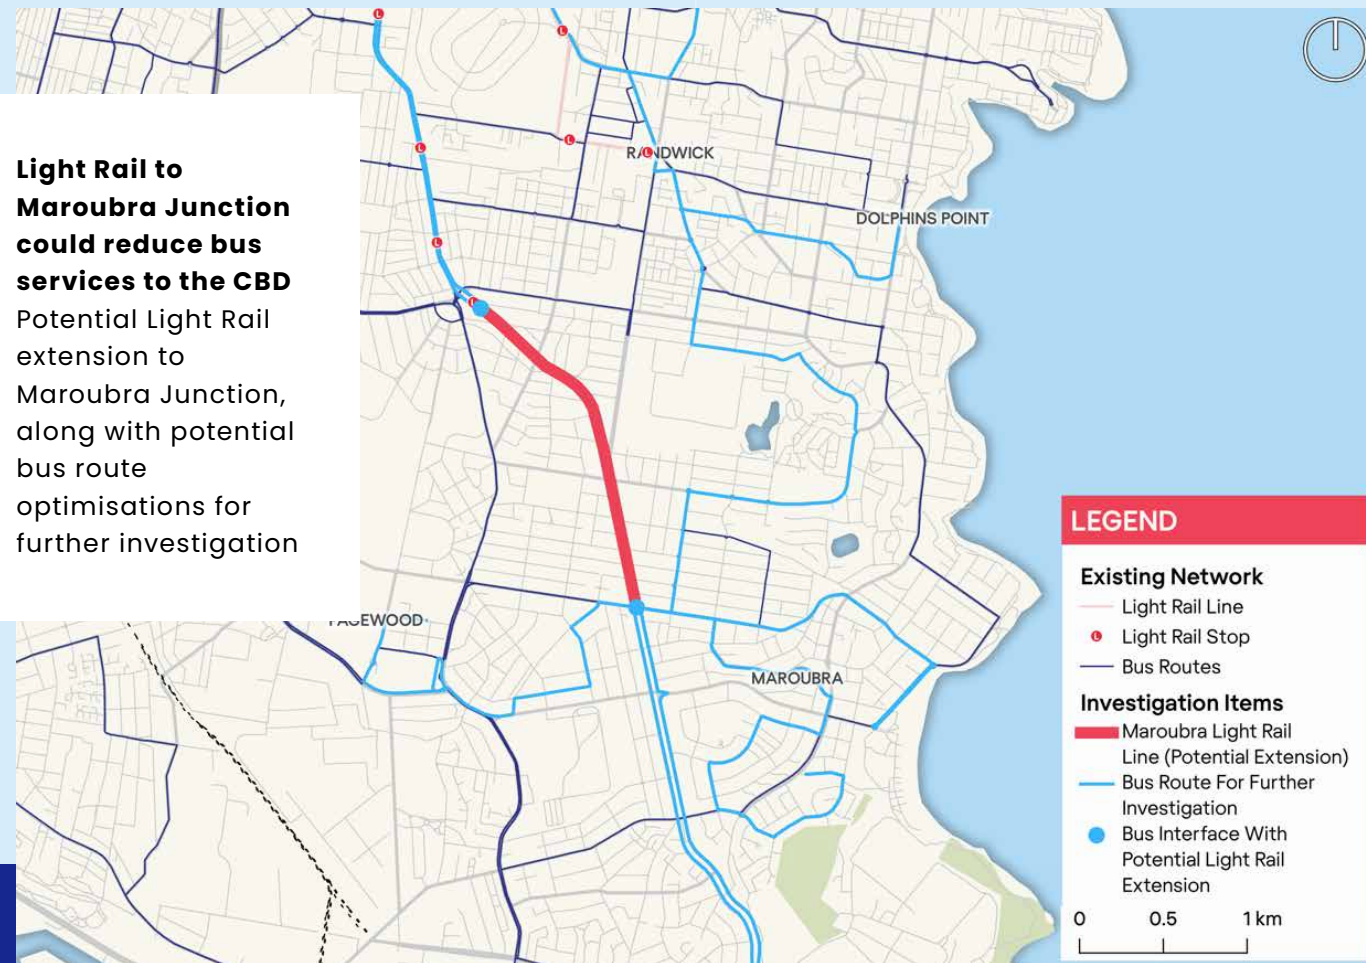 Light Rail to
Maroubra Junction
could reduce bus
services to the CBD
Potential Light Rail
extension to
Maroubra Junction,
along with potential
bus route
optimisations for
further investigation
RANDWICK
DOLPHINS POINT
PAGEWOOD
MAROUBRA
LEGEND
Existing Network
Light Rail Line
L Light Rail Stop
Bus Routes
Investigation Items
Maroubra Light Rail
Line (Potential Extension)
Bus Route For Further
Investigation
Bus Interface With
Potential Light Rail
Extension
0 0.5 1 km